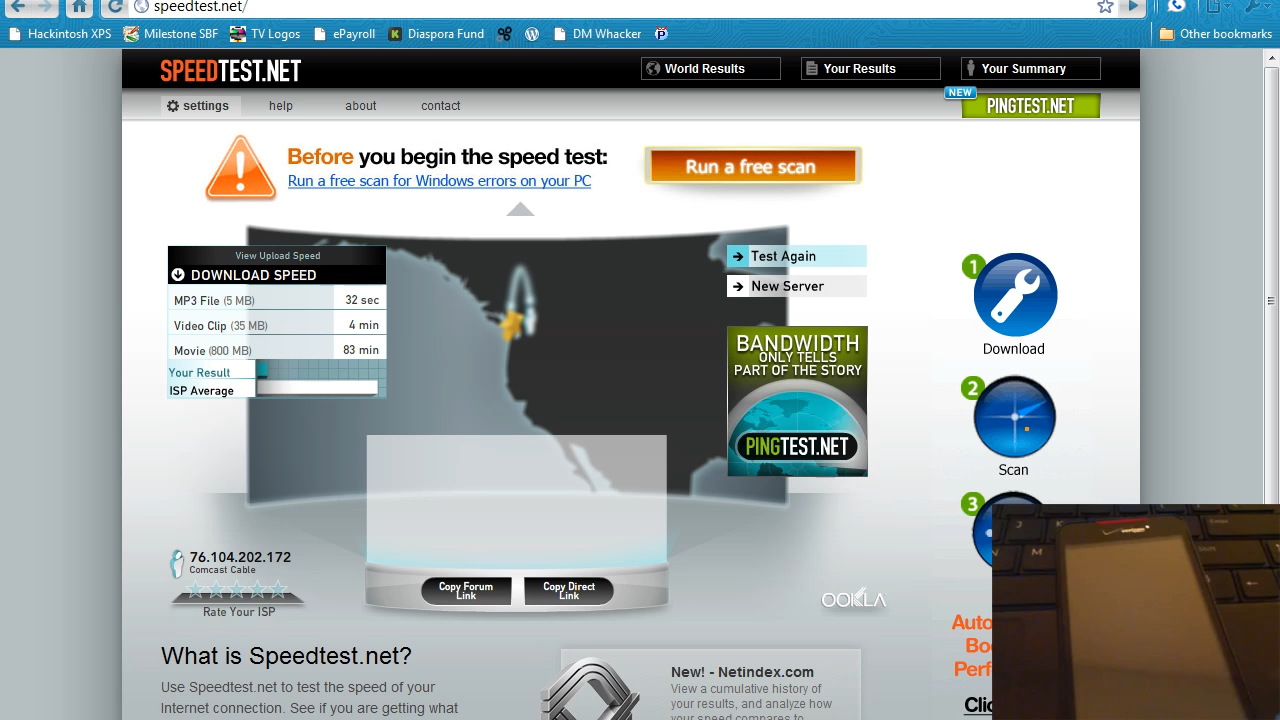 speedtest.net/
Hackintosh XPS
Milestone SBF
TV Logos
ePayroll
Diaspora Fund
DM Whacker
Other bookmarks
SPEEDTEST.NET
World Results
Your Results
Your Summary
settings
help
about
contact
NEW
PINGTEST.NET
Before you begin the speed test:
Run a free scan for Windows errors on your PC
Run a free scan
View Upload Speed
DOWNLOAD SPEED
MP3 File (5 MB) 32 sec
Video Clip (35 MB) 4 min
Movie (800 MB) 83 min
Your Result
ISP Average
Test Again
New Server
BANDWIDTH
ONLY TELLS
PART OF THE STORY
PINGTEST.NET
1
Download
2
Scan
3
76.104.202.172
Comcast Cable
Rate Your ISP
Copy Forum
Link
Copy Direct
Link
OOKLA
Auto
Bo
Perf
Clic
What is Speedtest.net?
Use Speedtest.net to test the speed of your
Internet connection. See if you are getting what
New! - Netindex.com
View a cumulative history of
your results, and analyze how
your speed compares to
J
K
M
Enter
Shift